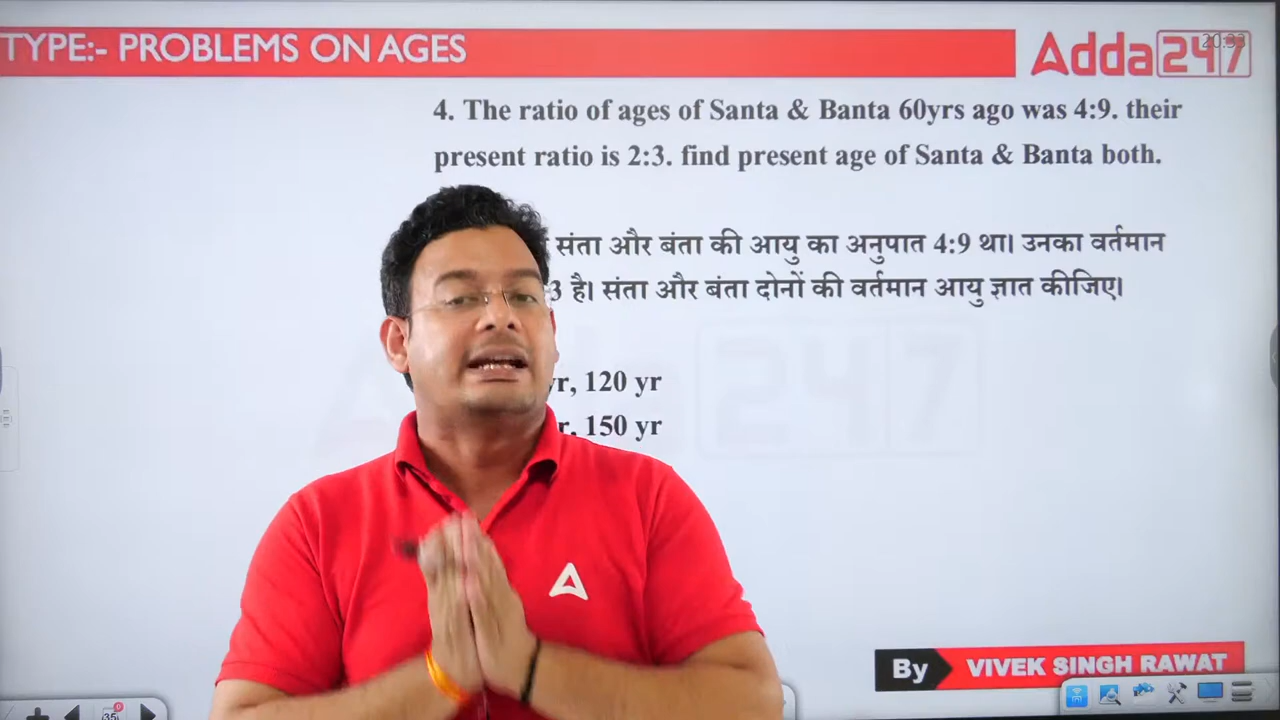 TYPE:- PROBLEMS ON AGES
Adda 247
20:33
4. The ratio of ages of Santa & Banta 60yrs ago was 4:9. their
present ratio is 2:3. find present age of Santa & Banta both.
संता और बंता की आयु का अनुपात 4:9 था। उनका वर्तमान
3 है। संता और बंता दोनों की वर्तमान आयु ज्ञात कीजिए।
yr, 120 yr
r, 150 yr
By VIVEK SINGH RAWAT